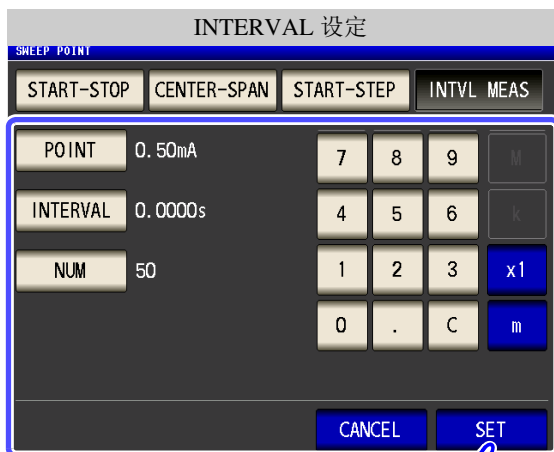 INTERVAL 设定
SWEEP POINT
START-STOP CENTER-SPAN START-STEP INTVL MEAS
POINT 0.50mA 7 8 9 M
INTERVAL 0.0000s 4 5 6 k
NUM 50 1 2 3 x1
0 . C m
CANCEL SET